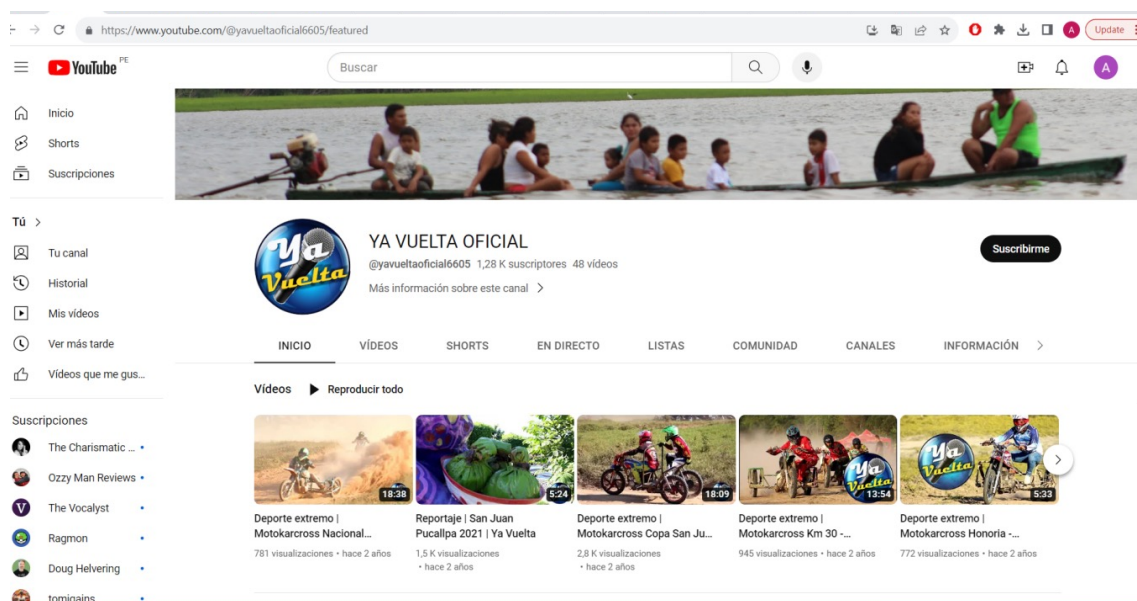 https://www.youtube.com/@yavueltaoficial6605/featured
A
Update
YouTube PE
Buscar
A
Inicio
Shorts
Suscripciones
Tú >
Tu canal
Historial
Mis vídeos
Ver más tarde
Vídeos que me gus...
Suscripciones
The Charismatic ...
Ozzy Man Reviews
V
The Vocalyst
Ragmon
Doug Helvering
tomigains
Ya Vuelta
YA VUELTA OFICIAL
@yavueltaoficial6605 1,28 K suscriptores 48 vídeos
Más información sobre este canal >
Suscribirme
INICIO VÍDEOS SHORTS EN DIRECTO LISTAS COMUNIDAD CANALES INFORMACIÓN >
Vídeos Reproducir todo
18:38
Deporte extremo |
Motokarcross Nacional...
781 visualizaciones • hace 2 años
5:24
Reportaje | San Juan
Pucallpa 2021 | Ya Vuelta
1,5 K visualizaciones
• hace 2 años
18:09
Deporte extremo |
Motokarcross Copa San Ju...
2,8 K visualizaciones
• hace 2 años
Ya Vuelta
13:54
Deporte extremo |
Motokarcross Km 30 -...
945 visualizaciones • hace 2 años
Ya Vuelta
5:33
Deporte extremo |
Motokarcross Honoria -...
772 visualizaciones • hace 2 años